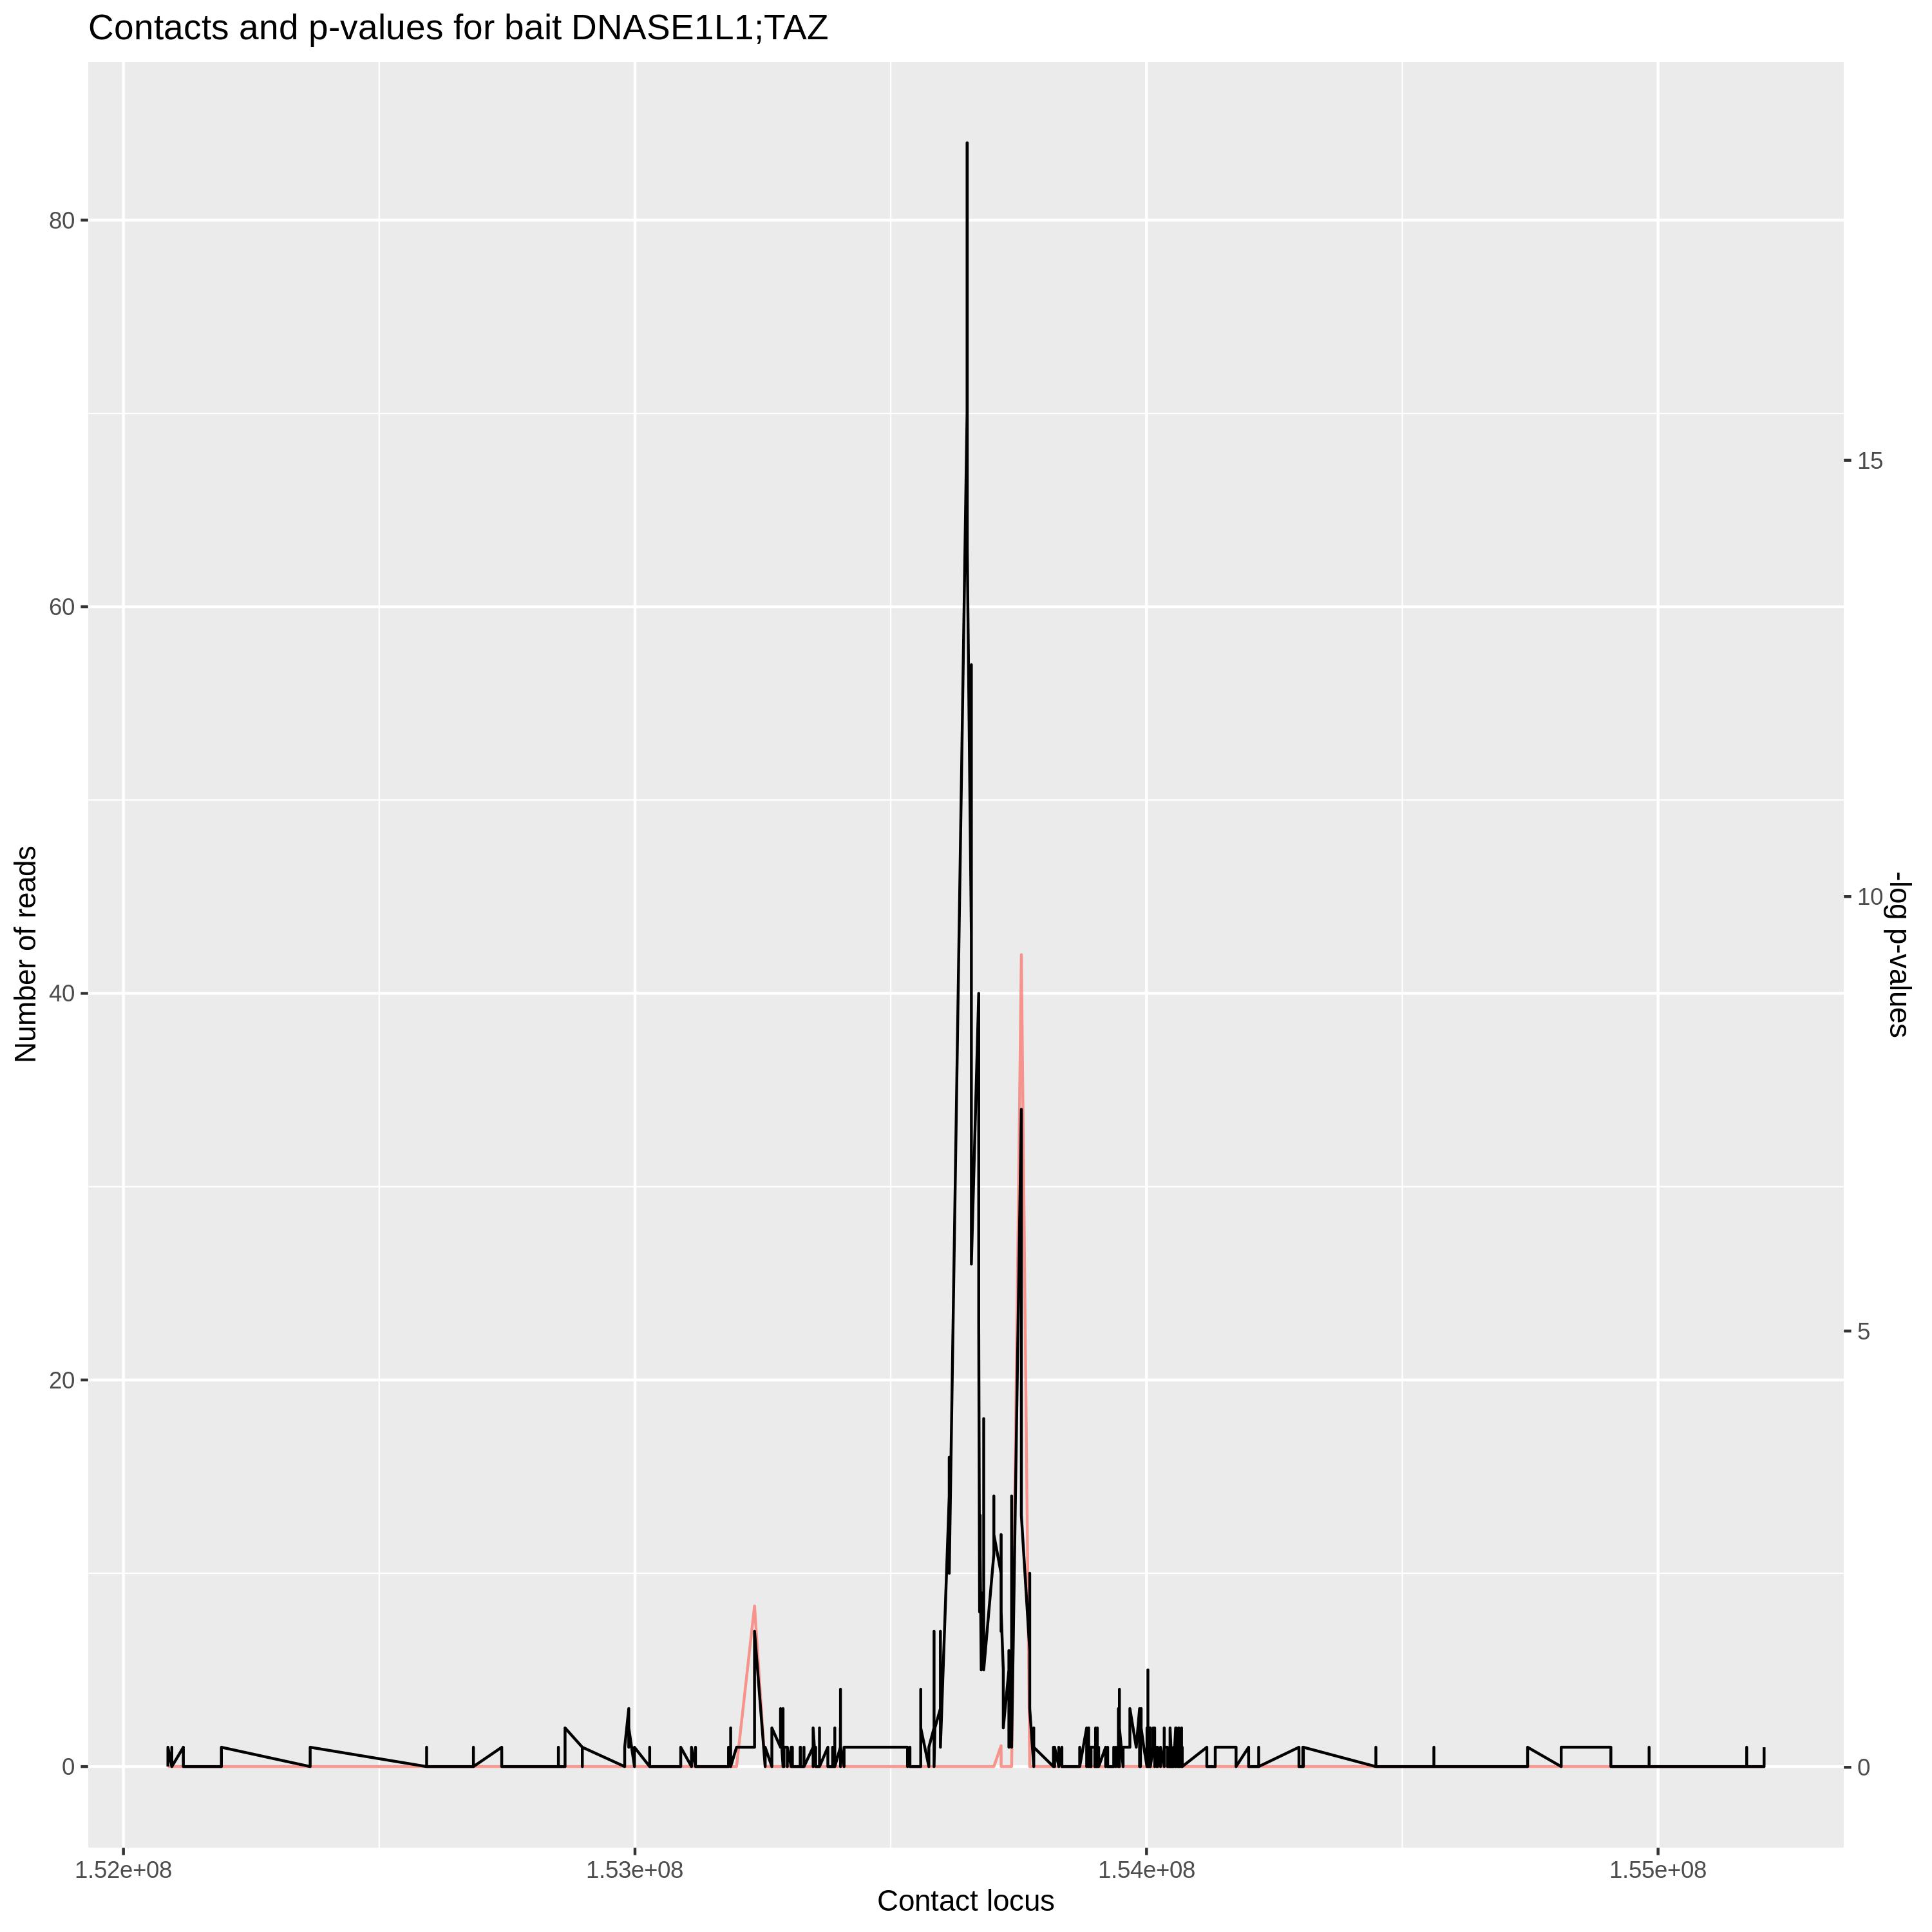 Contacts and p-values for bait DNASE1L1;TAZ
80
60
40
20
0
Number of reads
15
10
5
0
-log p-values
1.52e+08
1.53e+08
1.54e+08
1.55e+08
Contact locus